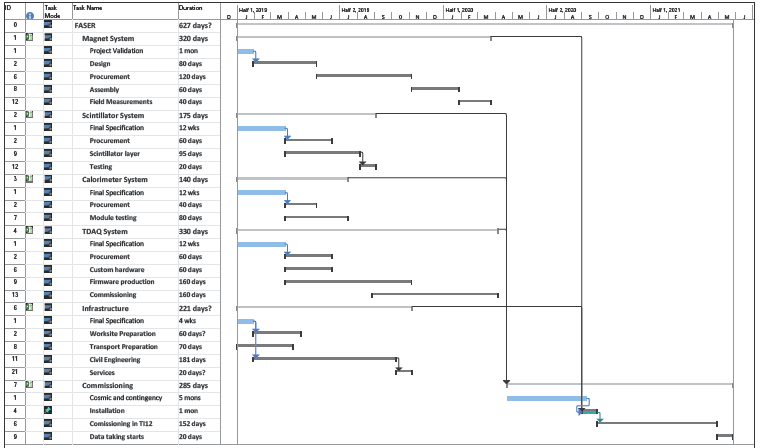 ID Task Mode Task Name Duration Half 1, 2019 Half 2, 2019 Half 1, 2020 Half 2, 2020 Half 1, 2021
D J F M A M J J A S O N D J F M A M J J A S O N D J F M A M J
0 FASER 627 days?
1 Magnet System 320 days
1 Project Validation 1 mon
2 Design 80 days
6 Procurement 120 days
8 Assembly 60 days
12 Field Measurements 40 days
2 Scintillator System 175 days
1 Final Specification 12 wks
2 Procurement 60 days
9 Scintillator layer 95 days
12 Testing 20 days
3 Calorimeter System 140 days
1 Final Specification 12 wks
2 Procurement 40 days
7 Module testing 80 days
4 TDAQ System 330 days
1 Final Specification 12 wks
2 Procurement 60 days
6 Custom hardware 60 days
9 Firmware production 160 days
13 Commissioning 160 days
6 Infrastructure 221 days?
1 Final Specification 4 wks
2 Worksite Preparation 60 days?
8 Transport Preparation 70 days
11 Civil Engineering 181 days
21 Services 20 days?
7 Commissioning 285 days
1 Cosmic and contingency 5 mons
4 Installation 1 mon
6 Comissioning in TI12 152 days
9 Data taking starts 20 days